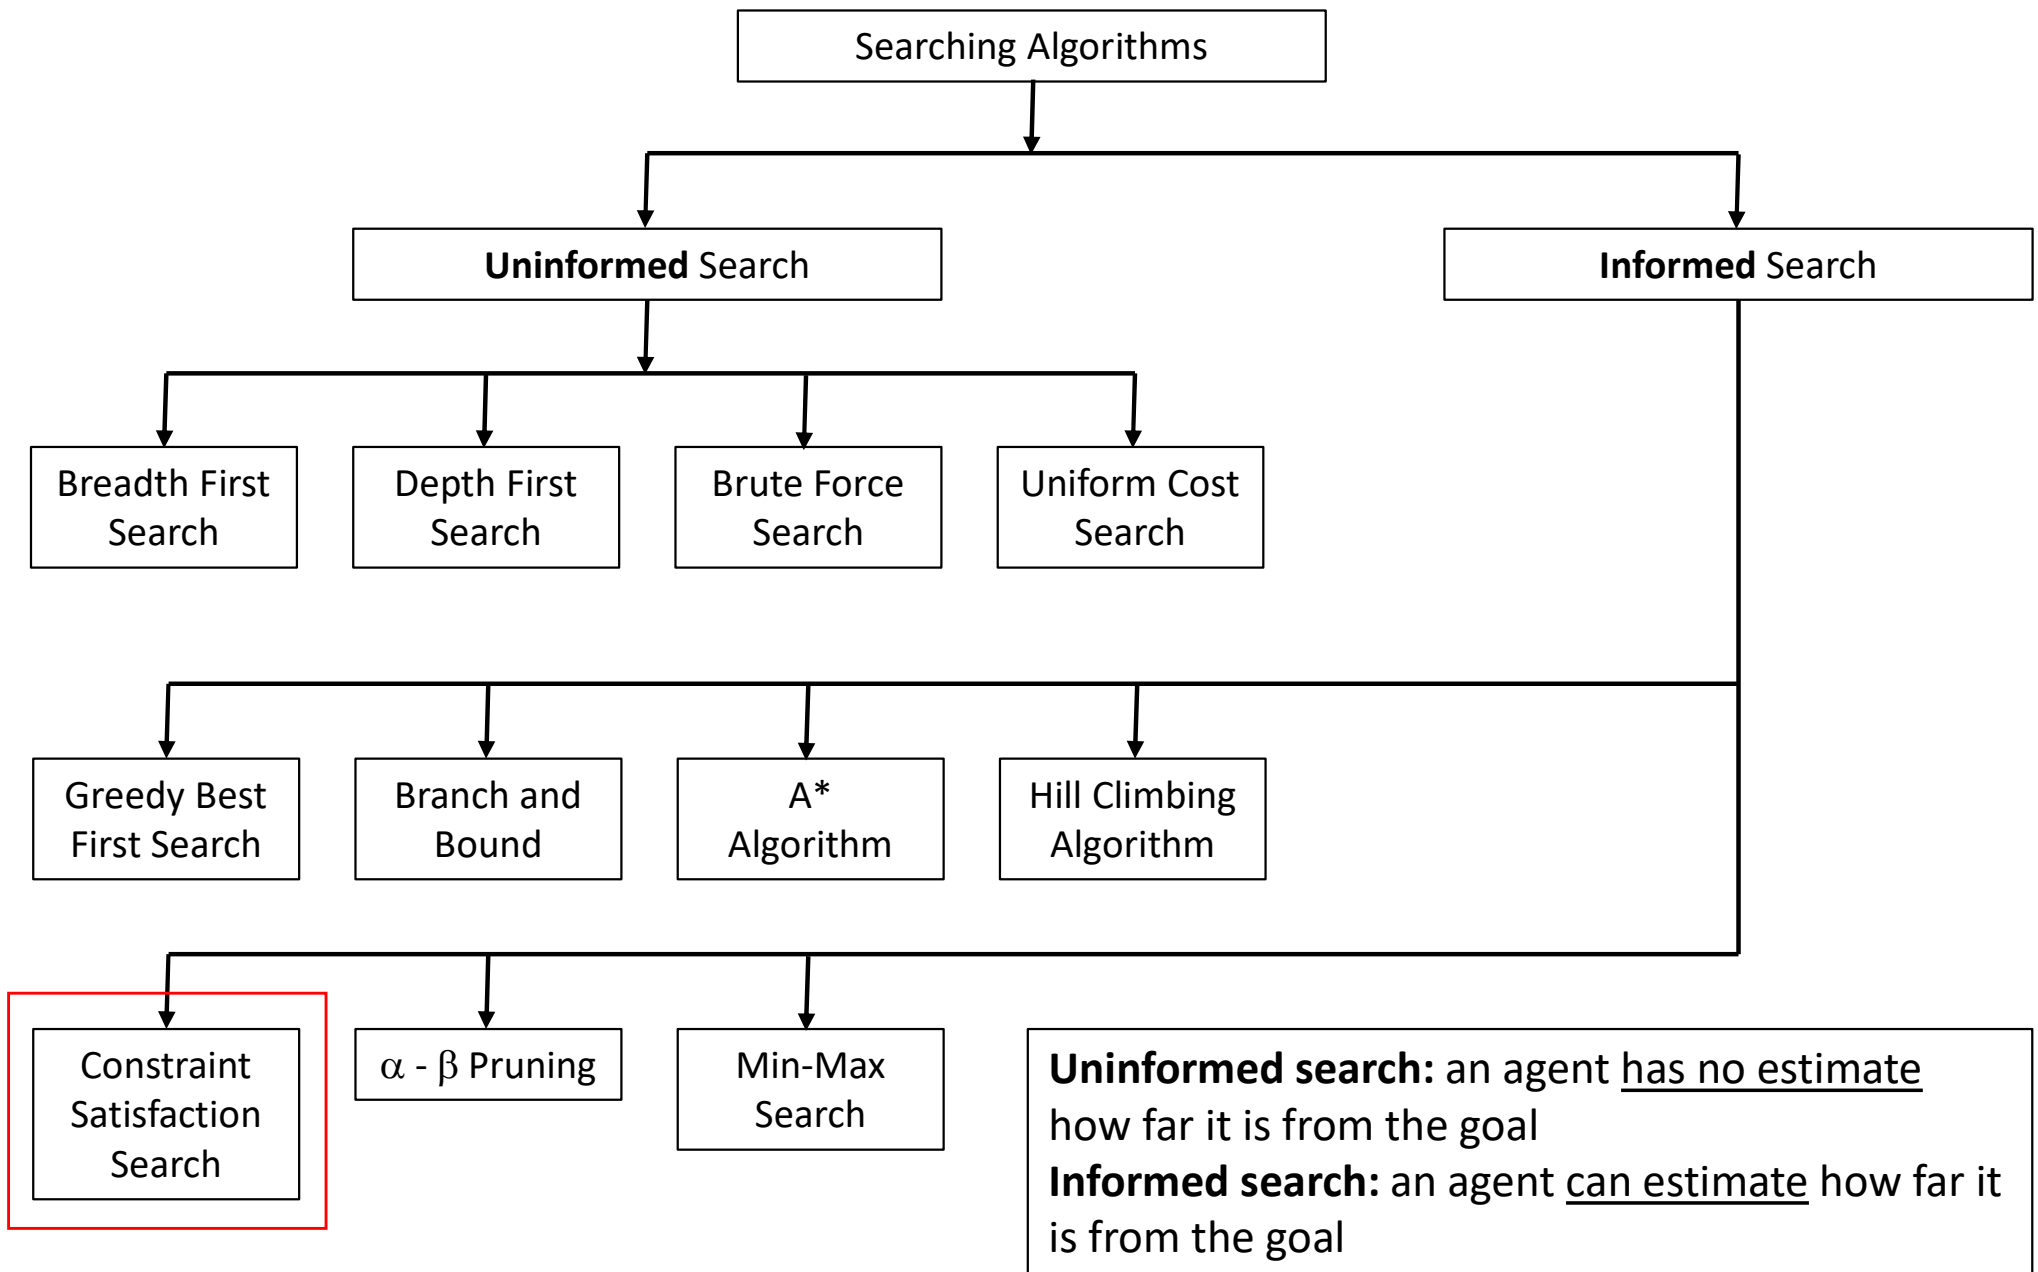 Searching Algorithms
Uninformed Search
Informed Search
Breadth First
Search
Depth First
Search
Brute Force
Search
Uniform Cost
Search
Greedy Best
First Search
Branch and
Bound
A*
Algorithm
Hill Climbing
Algorithm
Constraint
Satisfaction
Search
α - β Pruning
Min-Max
Search
Uninformed search: an agent has no estimate
how far it is from the goal
Informed search: an agent can estimate how far it
is from the goal